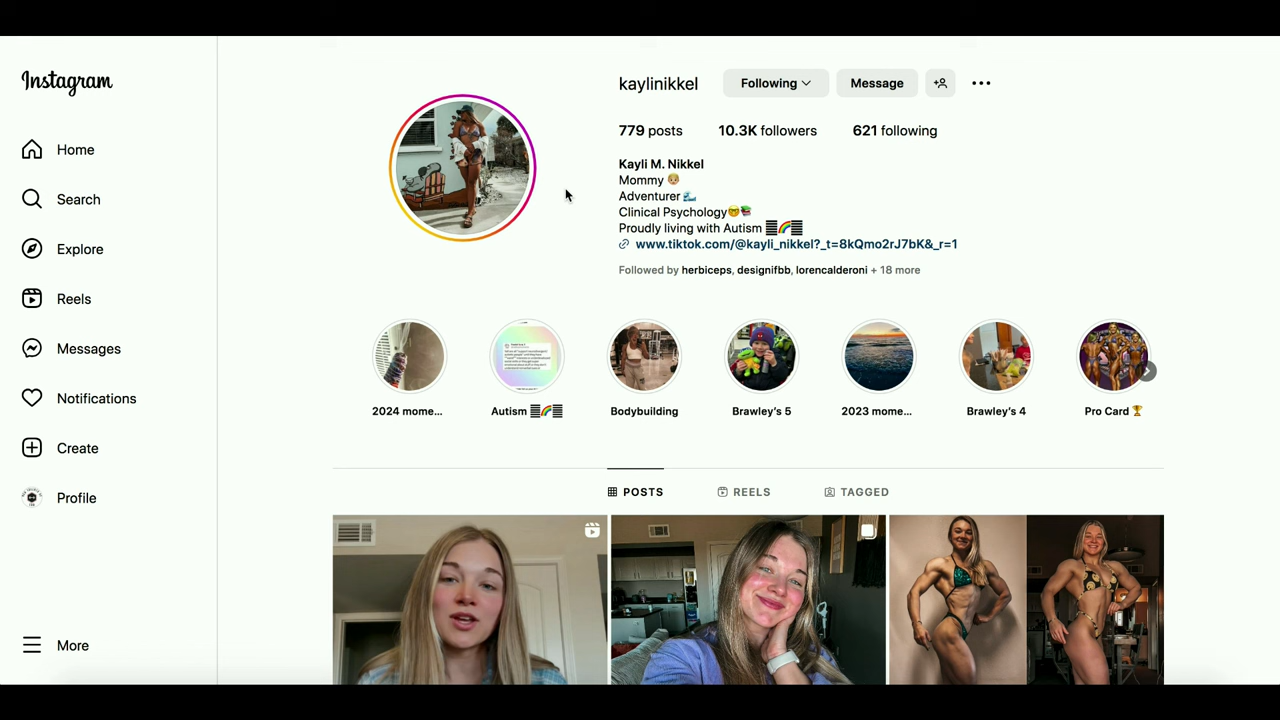 Instagram
Home
Search
Explore
Reels
Messages
Notifications
Create
Profile
More
kaylinikkel
Following
Message
779 posts
10.3K followers
621 following
Kayli M. Nikkel
Mommy 👶🏼
Adventurer
Clinical Psychology🤓📚
Proudly living with Autism
www.tiktok.com/@kayli_nikkel?_t=8kQmo2rJ7bK&_r=1
Followed by herbiceps, designifbb, lorencalderoni + 18 more
2024 mome...
Autism
Bodybuilding
Brawley's 5
2023 mome...
Brawley's 4
Pro Card 🏆
POSTS
REELS
TAGGED